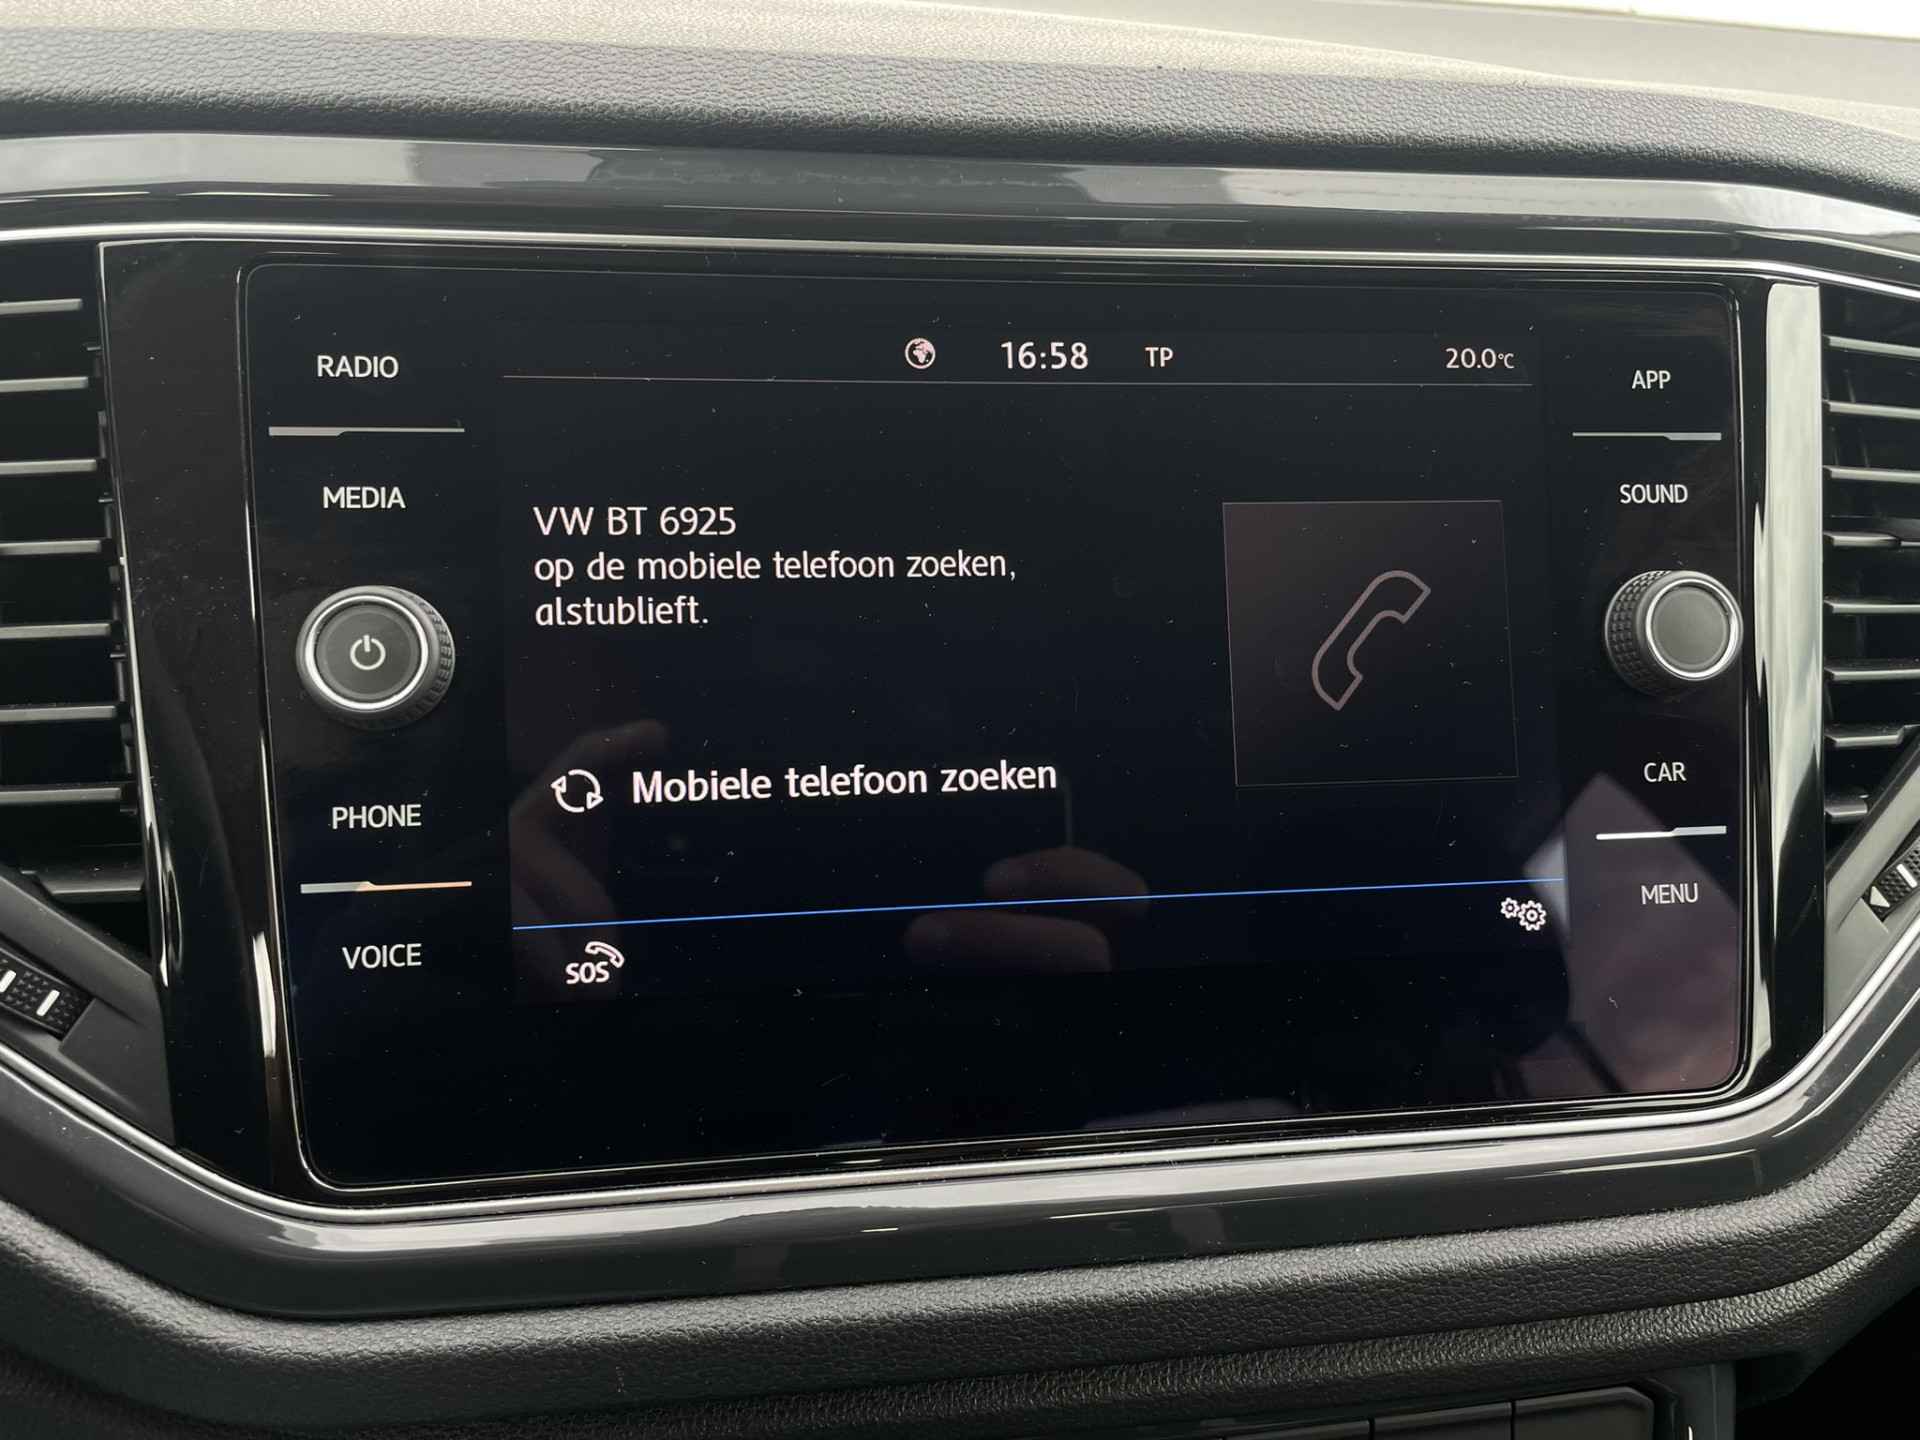 16:58 TP 20.0°C
RADIO
MEDIA
PHONE
VOICE
VW BT 6925
op de mobiele telefoon zoeken,
alstublieft.
Mobiele telefoon zoeken
SOS
APP
SOUND
CAR
MENU